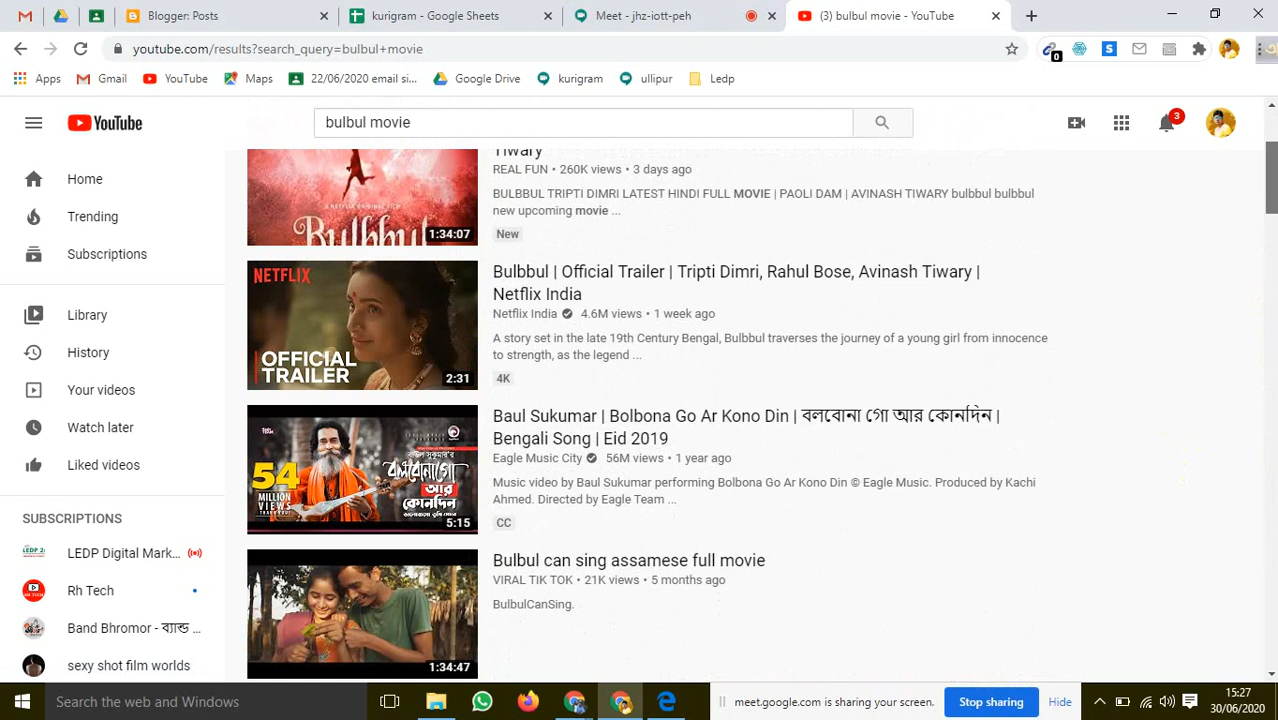 Blogger: Posts
kurigram - Google Sheets
Meet - jhz-iott-peh
(3) bulbul movie - YouTube
youtube.com/results?search_query=bulbul+movie
0
Apps
Gmail
YouTube
Maps
22/06/2020 email si...
Google Drive
kurigram
ullipur
Ledp
YouTube
bulbul movie
3
Home
Trending
Subscriptions
Library
History
Your videos
Watch later
Liked videos
SUBSCRIPTIONS
LEDP Digital Mark...
Rh Tech
Band Bhromor - ব্যান্ড ...
sexy shot film worlds
Bulbbul
1:34:07
Tiwary
REAL FUN • 260K views • 3 days ago
BULBBUL TRIPTI DIMRI LATEST HINDI FULL MOVIE | PAOLI DAM | AVINASH TIWARY bulbbul bulbbul
new upcoming movie ...
New
NETFLIX
OFFICIAL
TRAILER
2:31
Bulbbul | Official Trailer | Tripti Dimri, Rahul Bose, Avinash Tiwary |
Netflix India
Netflix India 4.6M views • 1 week ago
A story set in the late 19th Century Bengal, Bulbbul traverses the journey of a young girl from innocence
to strength, as the legend ...
4K
54
MILLION
VIEWS
বলবোনাগো
আর
কোনদিন
5:15
Baul Sukumar | Bolbona Go Ar Kono Din | বলবোনা গো আর কোনদিন |
Bengali Song | Eid 2019
Eagle Music City 56M views • 1 year ago
Music video by Baul Sukumar performing Bolbona Go Ar Kono Din © Eagle Music. Produced by Kachi
Ahmed. Directed by Eagle Team ...
CC
1:34:47
Bulbul can sing assamese full movie
VIRAL TIK TOK • 21K views • 5 months ago
BulbulCanSing.
Search the web and Windows
meet.google.com is sharing your screen.
Stop sharing
Hide
15:27
30/06/2020